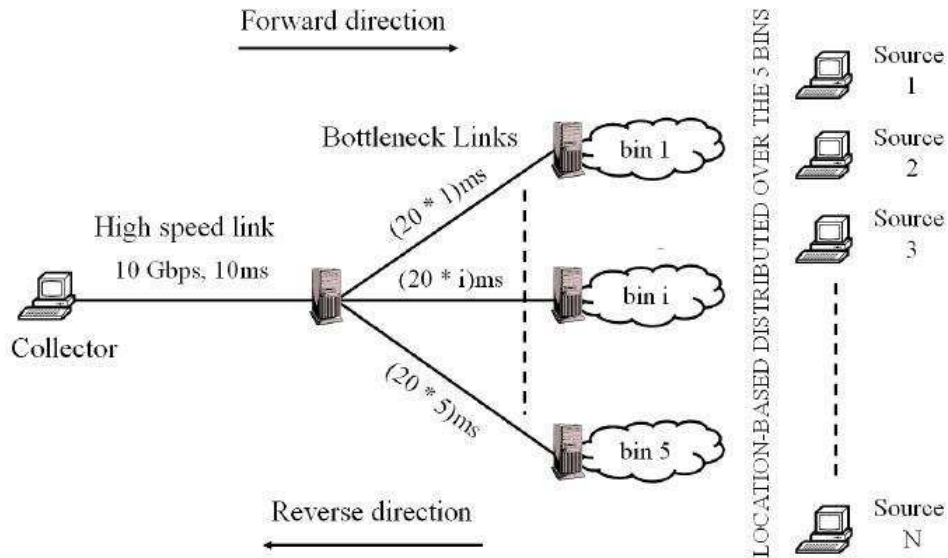 Forward direction
Bottleneck Links
(20 * 1)ms
bin 1
High speed link
10 Gbps, 10ms
(20 * i)ms
bin i
Collector
(20 * 5)ms
bin 5
Reverse direction
LOCATION-BASED DISTRIBUTED OVER THE 5 BINS
Source
1
Source
2
Source
3
Source
N